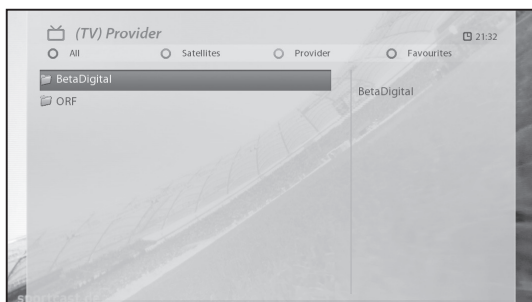 (TV) Provider
21:32
All Satellites Provider Favourites
BetaDigital
BetaDigital
ORF